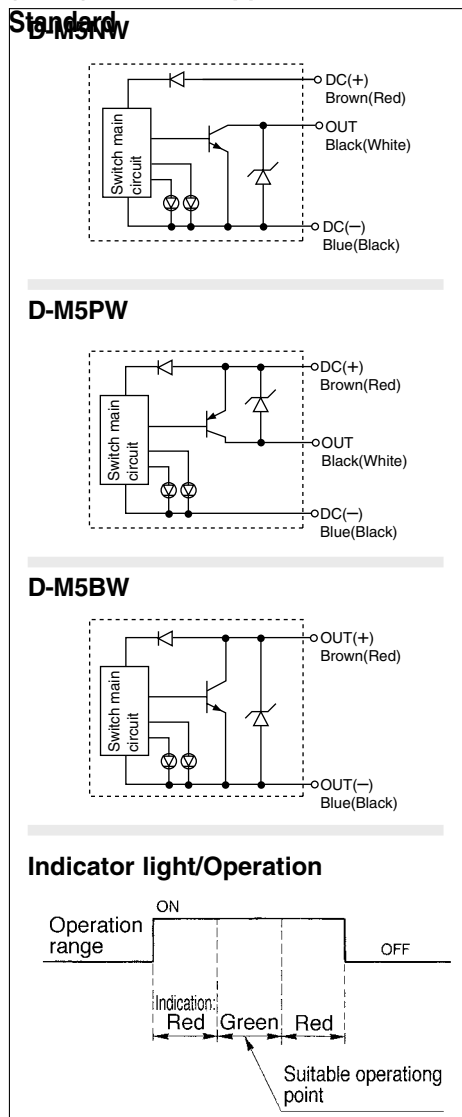 Standard
D-M5NW
DC(+)
Brown(Red)
OUT
Black(White)
Switch main
circuit
DC(−)
Blue(Black)
D-M5PW
DC(+)
Brown(Red)
Switch main
circuit
OUT
Black(White)
DC(−)
Blue(Black)
D-M5BW
OUT(+)
Brown(Red)
Switch main
circuit
OUT(−)
Blue(Black)
Indicator light/Operation
ON
Operation
range
OFF
Indication:
Red Green Red
Suitable operationg
point